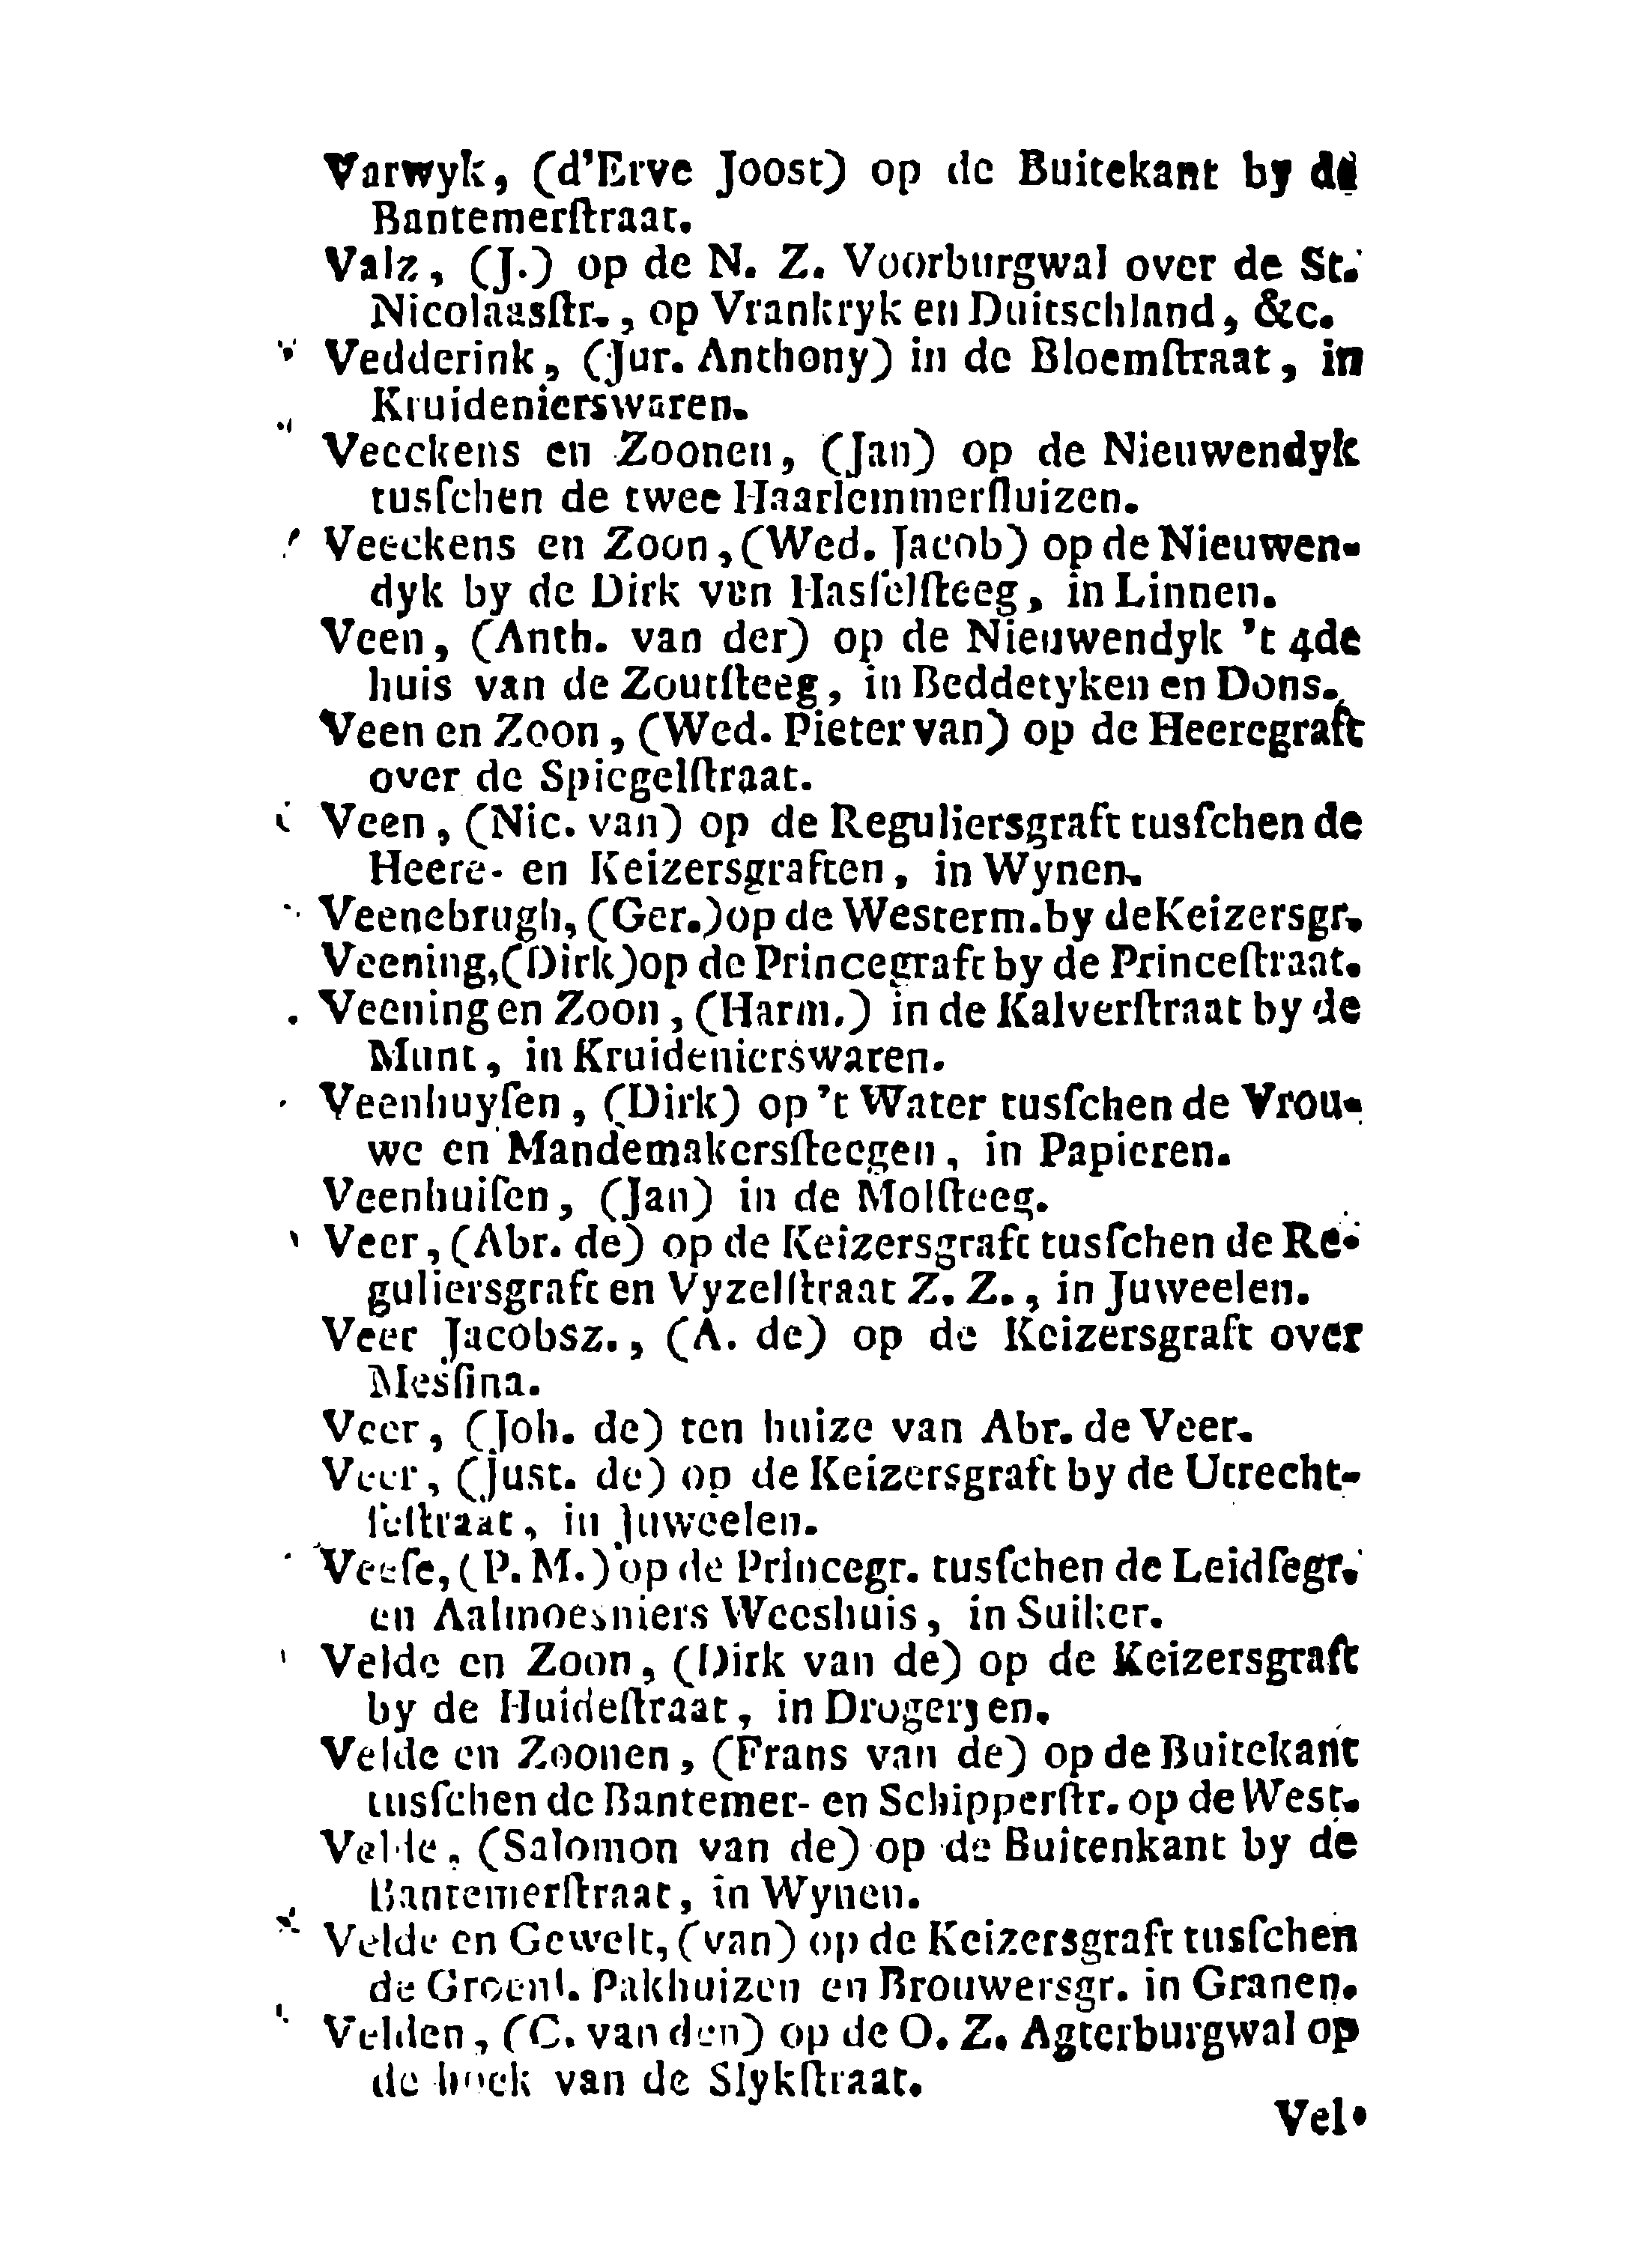 Varwyk, (d'Erve Joost) op de Buitekant by de
Bantemerſtraat.
Valz, (J.) op de N. Z. Voorburgwal over de St.
Nicolaasſtr., op Vrankryk en Duitschland, &c.
Vedderink, (Jur. Anthony) in de Bloemſtraat, in
Kruidenierswaren.
Veeckens en Zoonen, (Jan) op de Nieuwendyk
tusſchen de twee Haarlemmerſluizen.
Veeckens en Zoon, (Wed. Jacob) op de Nieuwen-
dyk by de Dirk van Hasſelſteeg, in Linnen.
Veen, (Anth. van der) op de Nieuwendyk 't 4de
huis van de Zoutſteeg, in Beddetyken en Dons.
Veen en Zoon, (Wed. Pieter van) op de Heeregraft
over de Spiegelſtraat.
Veen, (Nic. van) op de Reguliersgraft tusſchen de
Heere- en Keizersgraften, in Wynen.
Veenebrugh, (Ger.) op de Westerm. by de Keizersgr.
Veening, (Dirk) op de Princegraft by de Princeſtraat.
Veening en Zoon, (Harm.) in de Kalverſtraat by de
Munt, in Kruidenierswaren.
Veenhuyſen, (Dirk) op 't Water tusſchen de Vrou-
we en Mandemakersſteegen, in Papieren.
Veenhuiſen, (Jan) in de Molſteeg.
Veer, (Abr. de) op de Keizersgraft tusſchen de Re-
guliersgraft en Vyzelſtraat Z. Z., in Juweelen.
Veer Jacobsz., (A. de) op de Keizersgraft over
Mesſina.
Veer, (Joh. de) ten huize van Abr. de Veer.
Veer, (Just. de) op de Keizersgraft by de Utrecht-
ſeſtraat, in Juweelen.
Veeſe, (P. M.) op de Princegr. tusſchen de Leidſegr.
en Aalmoesniers Weeshuis, in Suiker.
Velde en Zoon, (Dirk van de) op de Keizersgraft
by de Huideſtraat, in Drogeryen.
Velde en Zoonen, (Frans van de) op de Buitekant
tusſchen de Bantemer- en Schipperſtr. op de West.
Velde, (Salomon van de) op de Buitenkant by de
Bantemerſtraat, in Wynen.
Velde en Gewelt, (van) op de Keizersgraft tusſchen
de Groenl. Pakhuizen en Brouwersgr. in Granen.
Velden, (C. van den) op de O. Z. Agterburgwal op
de hoek van de Slykſtraat.
Vel-